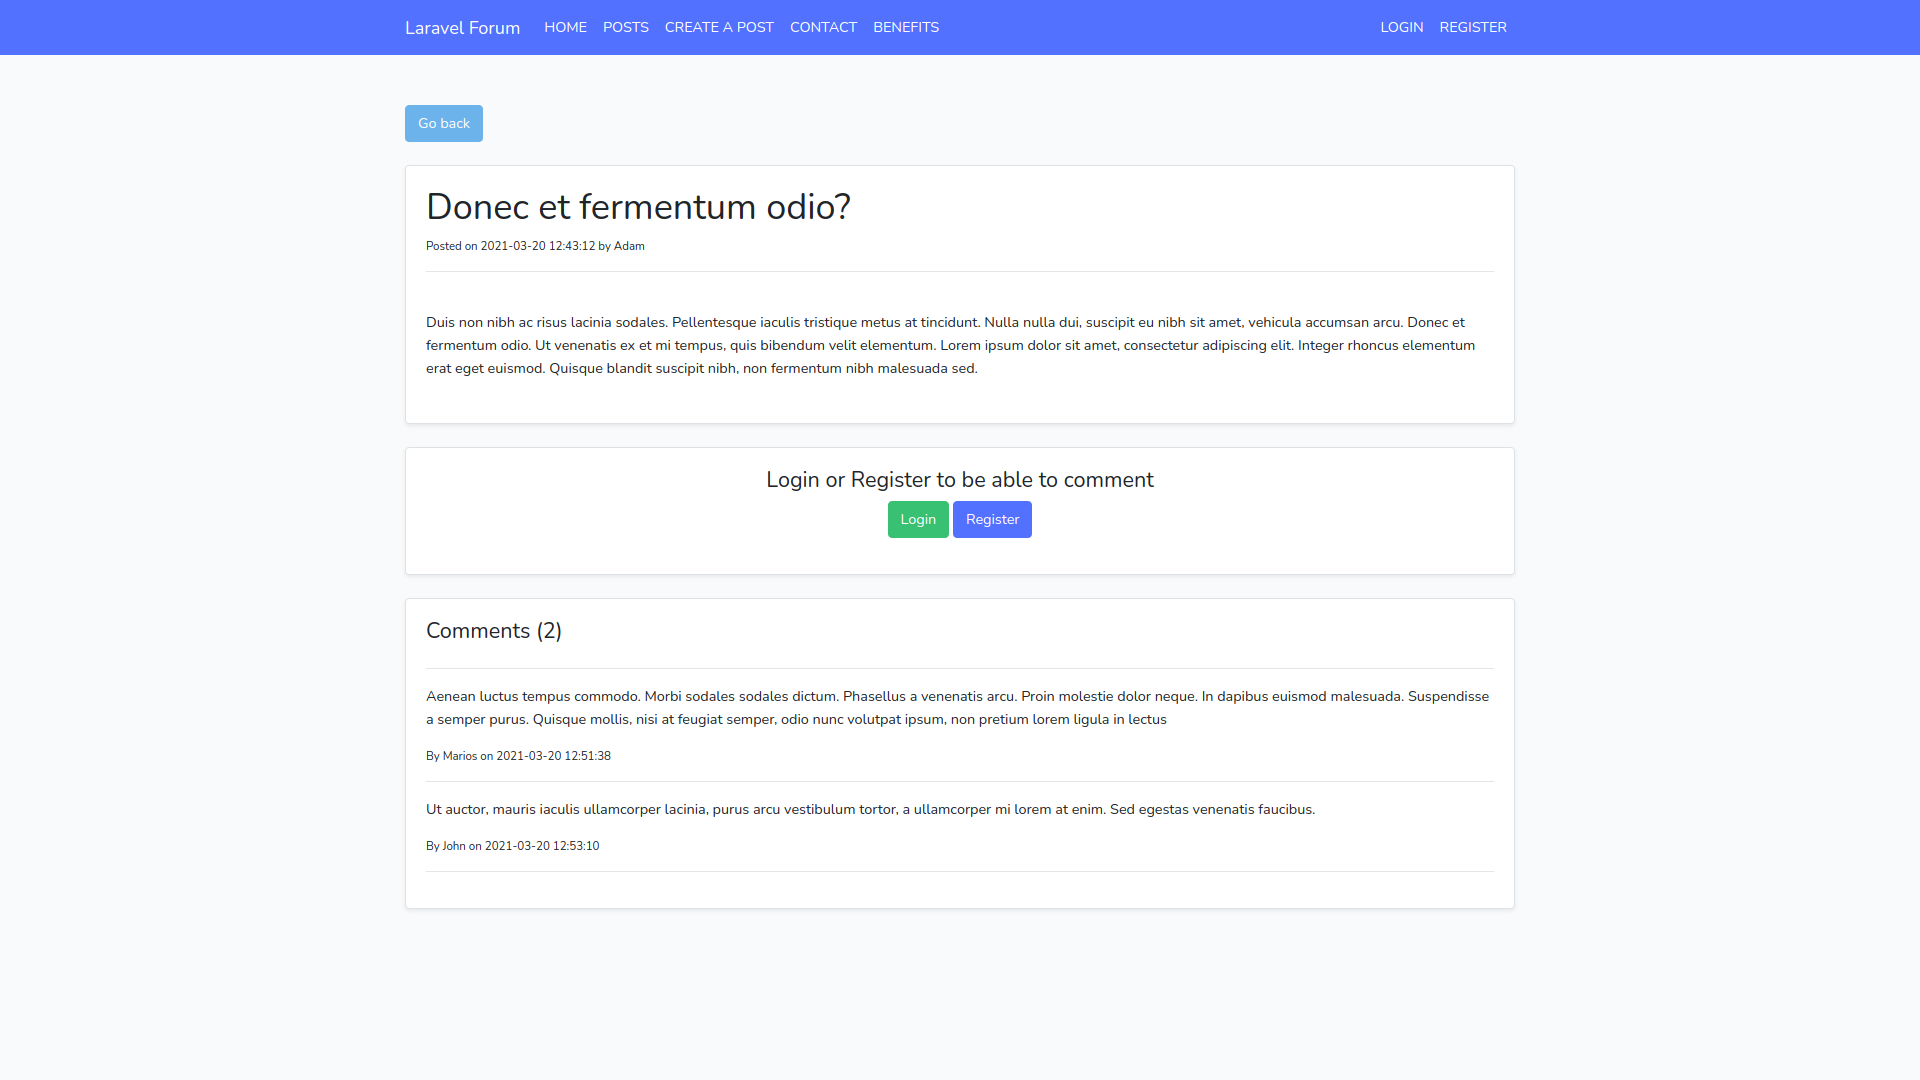 Laravel Forum HOME POSTS CREATE A POST CONTACT BENEFITS LOGIN REGISTER
Go back
Donec et fermentum odio?
Posted on 2021-03-20 12:43:12 by Adam
Duis non nibh ac risus lacinia sodales. Pellentesque iaculis tristique metus at tincidunt. Nulla nulla dui, suscipit eu nibh sit amet, vehicula accumsan arcu. Donec et
fermentum odio. Ut venenatis ex et mi tempus, quis bibendum velit elementum. Lorem ipsum dolor sit amet, consectetur adipiscing elit. Integer rhoncus elementum
erat eget euismod. Quisque blandit suscipit nibh, non fermentum nibh malesuada sed.
Login or Register to be able to comment
Login Register
Comments (2)
Aenean luctus tempus commodo. Morbi sodales sodales dictum. Phasellus a venenatis arcu. Proin molestie dolor neque. In dapibus euismod malesuada. Suspendisse
a semper purus. Quisque mollis, nisi at feugiat semper, odio nunc volutpat ipsum, non pretium lorem ligula in lectus
By Marios on 2021-03-20 12:51:38
Ut auctor, mauris iaculis ullamcorper lacinia, purus arcu vestibulum tortor, a ullamcorper mi lorem at enim. Sed egestas venenatis faucibus.
By John on 2021-03-20 12:53:10